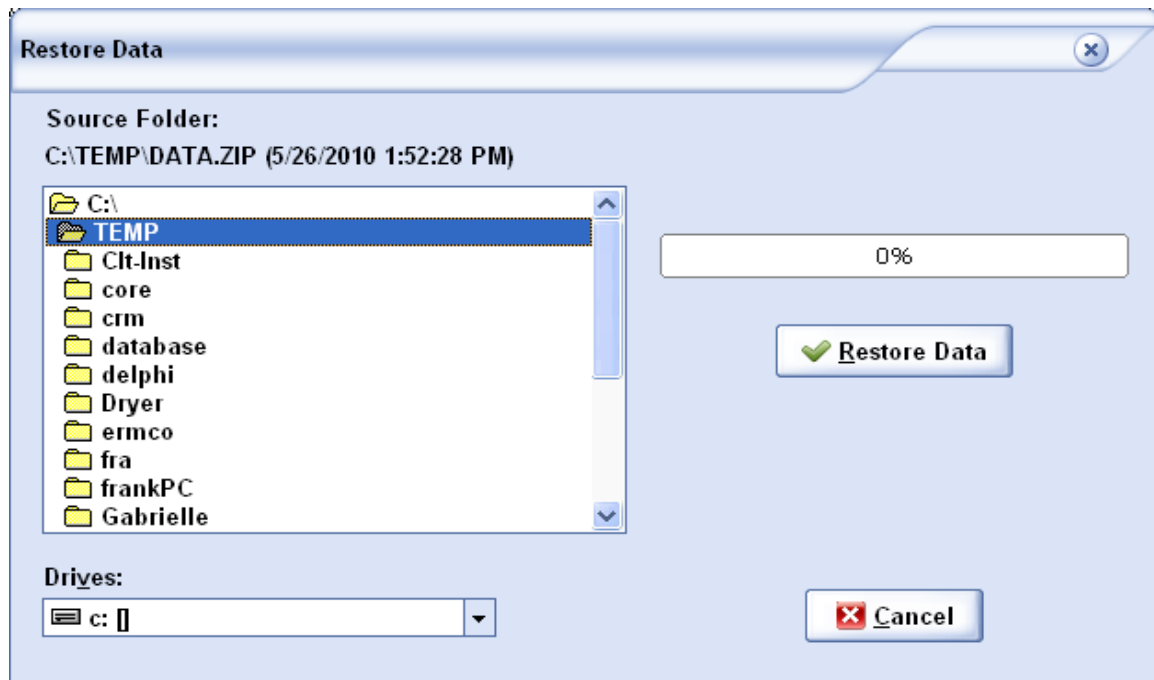 Restore Data
Source Folder:
C:\TEMP\DATA.ZIP (5/26/2010 1:52:28 PM)
C:\
TEMP
Clt-Inst
core
crm
database
delphi
Dryer
ermco
fra
frankPC
Gabrielle
0%
Restore Data
Drives:
c: []
Cancel